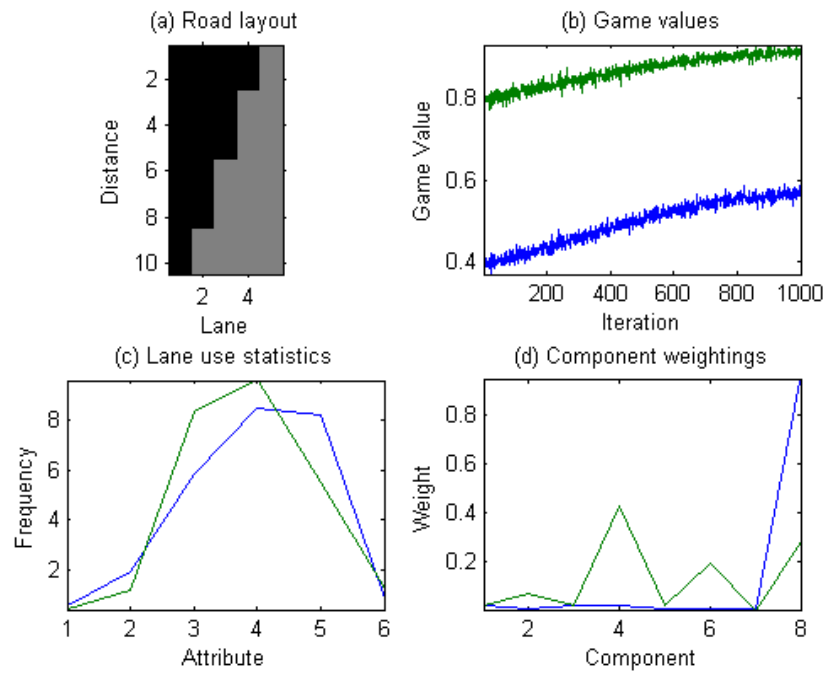 (a) Road layout
2
4
6
8
10
Distance
2 4
Lane
(b) Game values
0.8
0.6
0.4
Game Value
200 400 600 800 1000
Iteration
(c) Lane use statistics
8
6
4
2
Frequency
1 2 3 4 5 6
Attribute
(d) Component weightings
0.8
0.6
0.4
0.2
Weight
2 4 6 8
Component